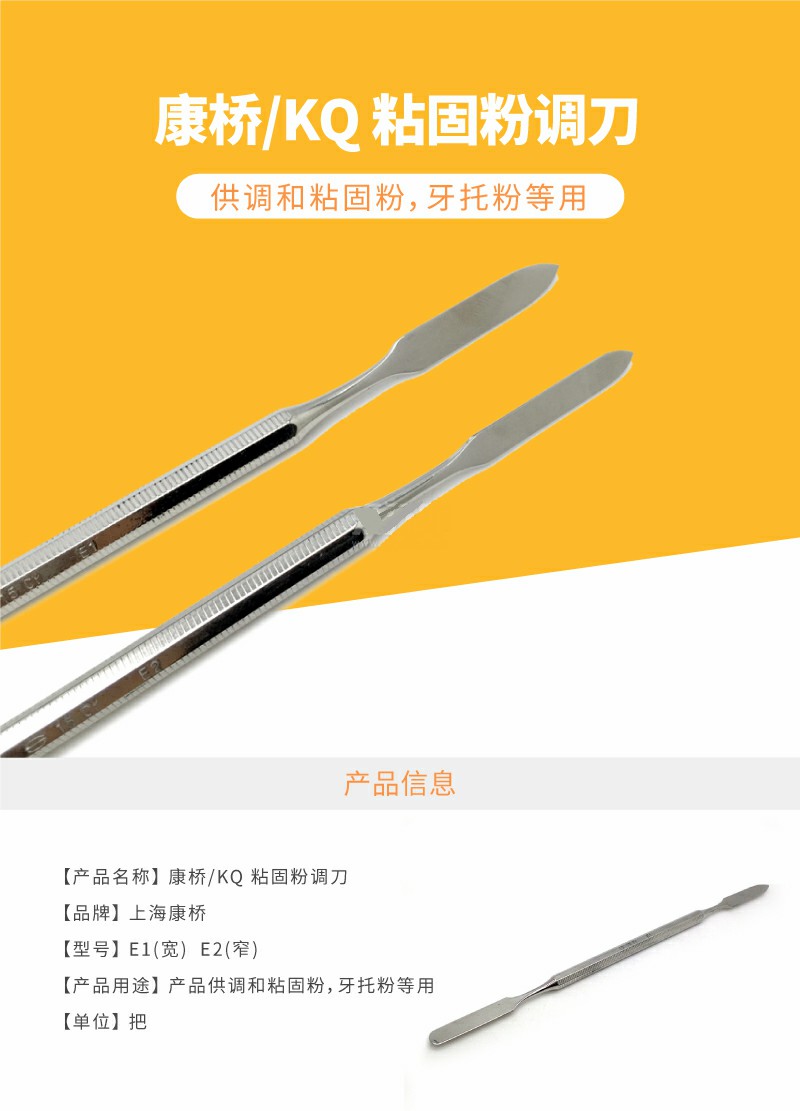 康桥/KQ 粘固粉调刀
供调和粘固粉，牙托粉等用
E1
E2
产品信息
【产品名称】康桥/KQ 粘固粉调刀
【品牌】上海康桥
【型号】E1(宽) E2(窄)
【产品用途】产品供调和粘固粉，牙托粉等用
【单位】把